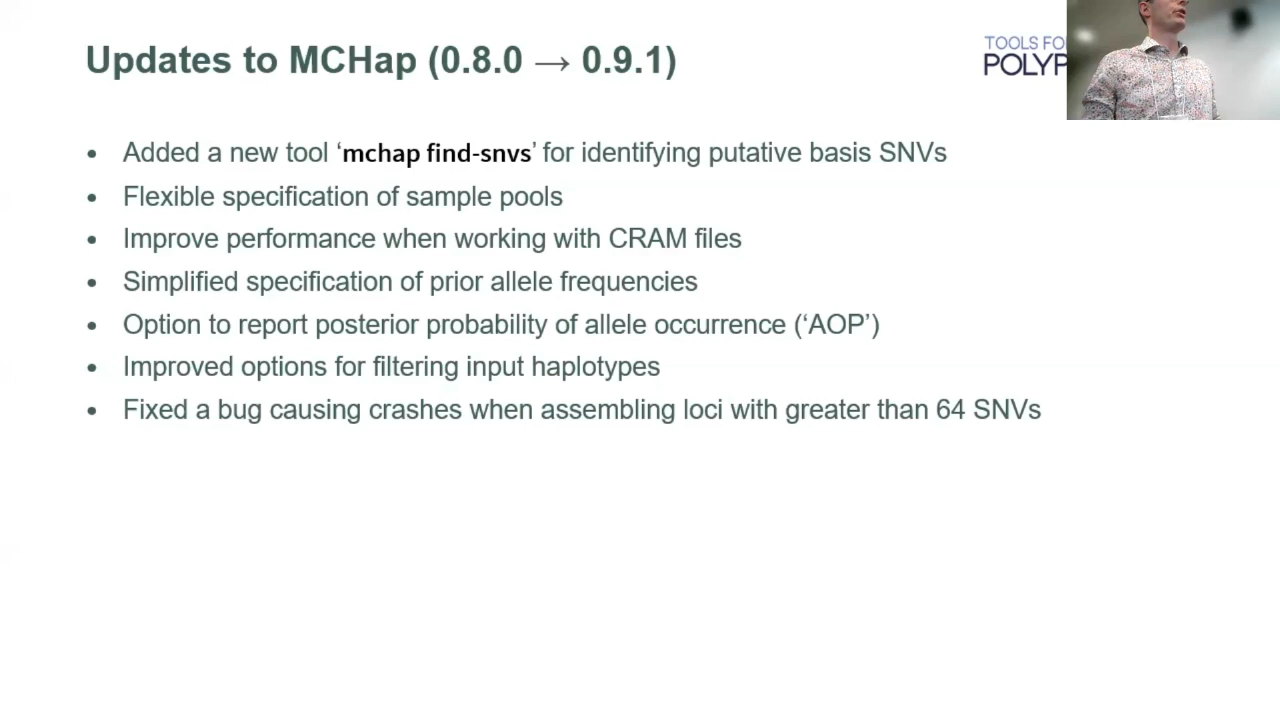 Updates to MCHap (0.8.0 → 0.9.1)
TOOLS FO
POLYP
• Added a new tool ‘mchap find-snvs’ for identifying putative basis SNVs
• Flexible specification of sample pools
• Improve performance when working with CRAM files
• Simplified specification of prior allele frequencies
• Option to report posterior probability of allele occurrence (‘AOP’)
• Improved options for filtering input haplotypes
• Fixed a bug causing crashes when assembling loci with greater than 64 SNVs